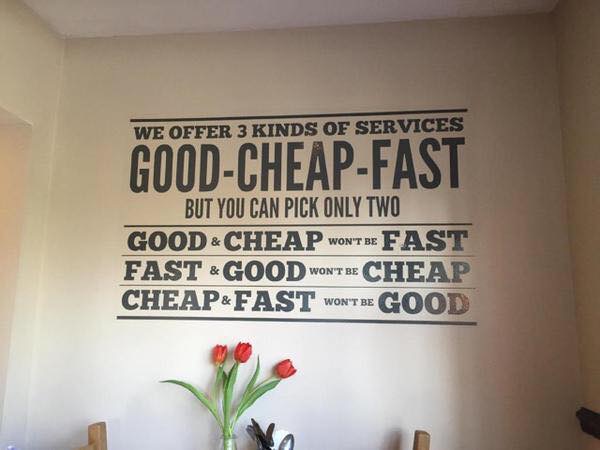 WE OFFER 3 KINDS OF SERVICES
GOOD-CHEAP-FAST
BUT YOU CAN PICK ONLY TWO
GOOD & CHEAP WON'T BE FAST
FAST & GOOD WON'T BE CHEAP
CHEAP & FAST WON'T BE GOOD